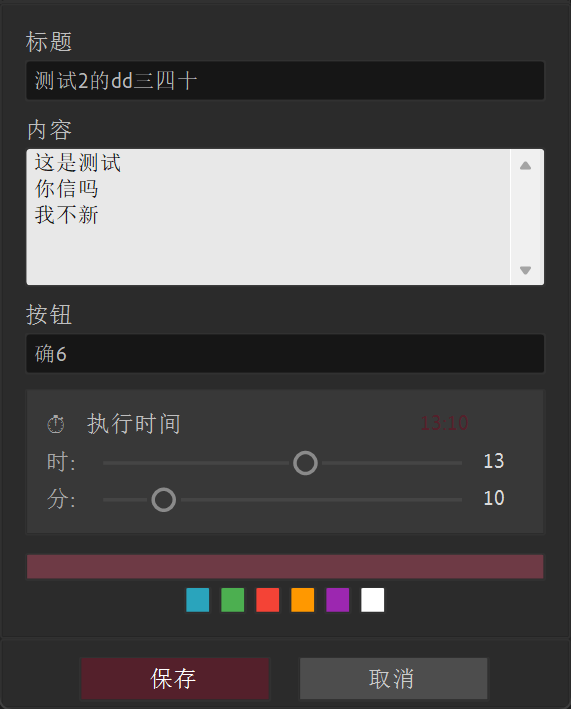 标题
测试2的dd三四十
内容
这是测试
你信吗
我不新
按钮
确6
执行时间 13:10
时: 13
分: 10
保存 取消